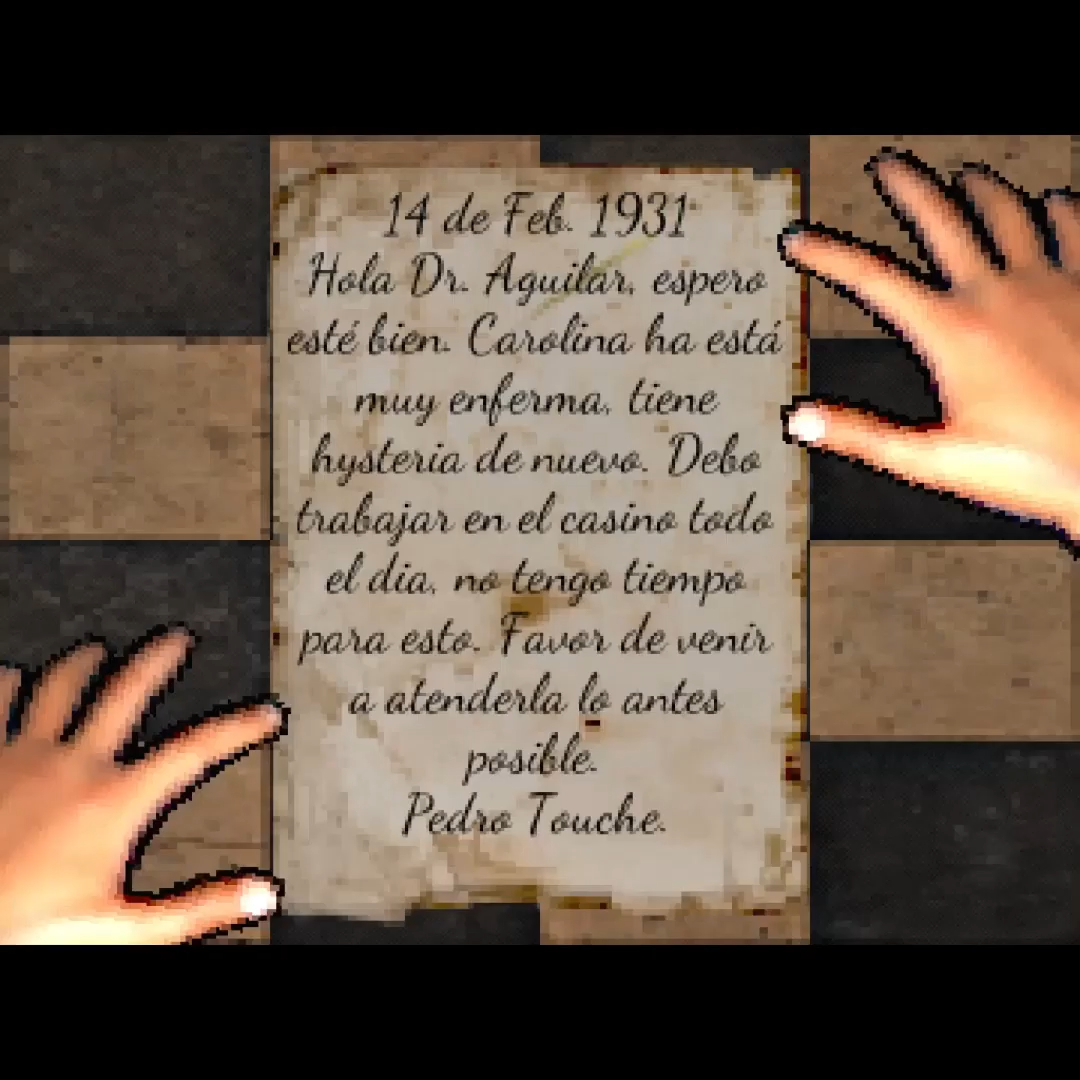 14 de Feb. 1931
Hola Dr. Aguilar, espero
esté bien. Carolina ha está
muy enferma, tiene
hysteria de nuevo. Debo
trabajar en el casino todo
el dia, no tengo tiempo
para esto. Favor de venir
a atenderla lo antes
posible.
Pedro Touche.